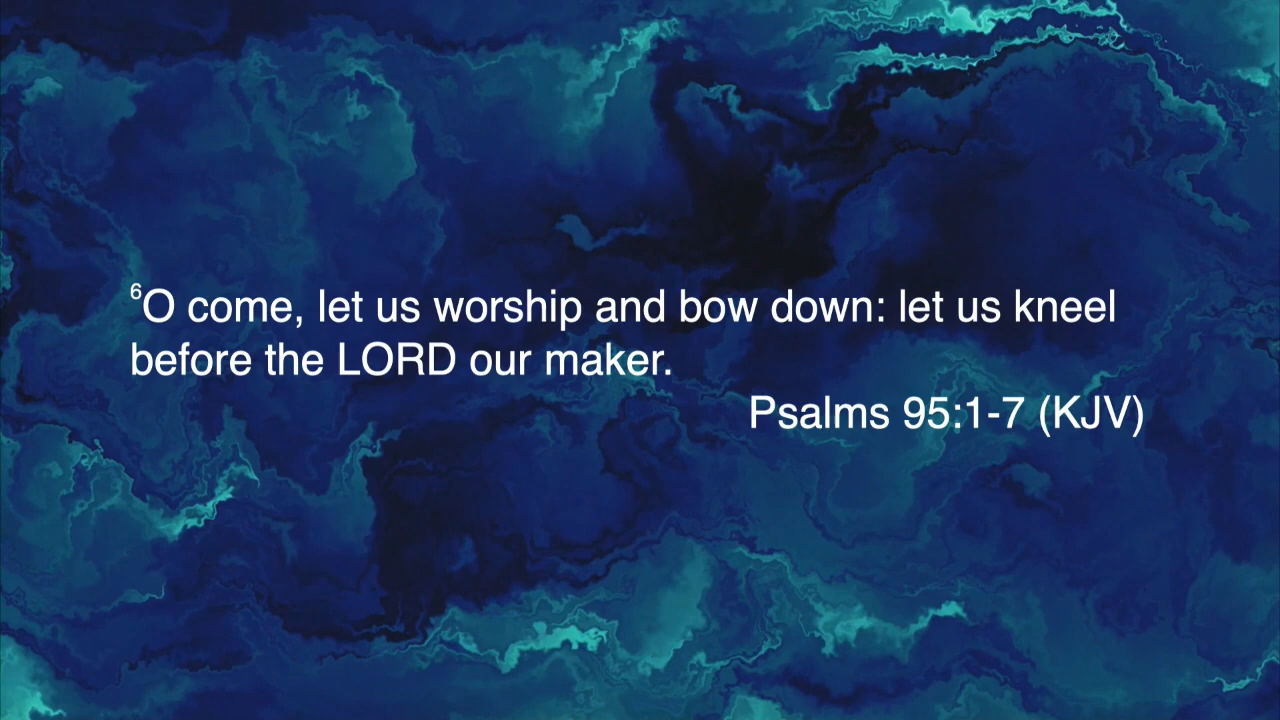 ⁶O come, let us worship and bow down: let us kneel
before the LORD our maker.
Psalms 95:1-7 (KJV)